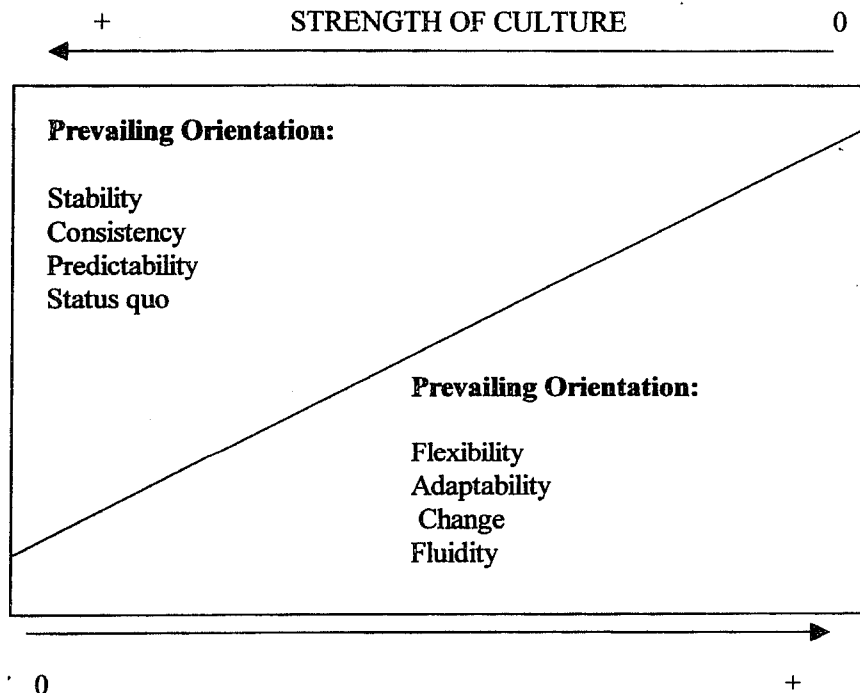 + STRENGTH OF CULTURE 0
Prevailing Orientation:
Stability
Consistency
Predictability
Status quo
Prevailing Orientation:
Flexibility
Adaptability
Change
Fluidity
0 +